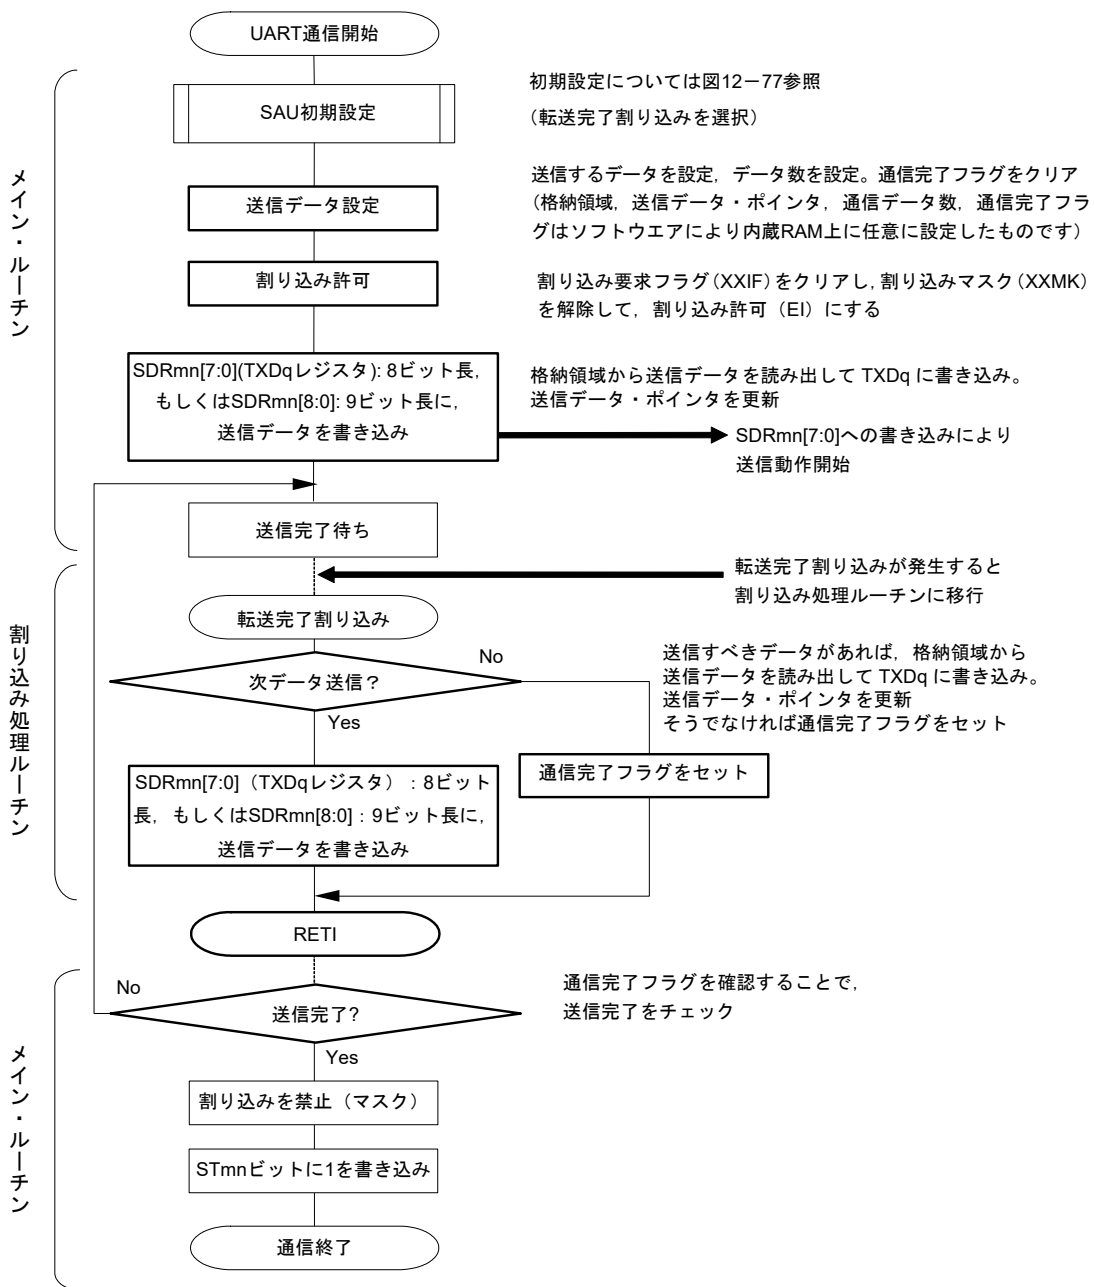 UART通信開始
メイン・ルーチン
SAU初期設定
初期設定については図12－77参照
（転送完了割り込みを選択）
送信データ設定
送信するデータを設定，データ数を設定。通信完了フラグをクリア
（格納領域，送信データ・ポインタ，通信データ数，通信完了フラ
グはソフトウエアにより内蔵RAM上に任意に設定したものです）
割り込み許可
割り込み要求フラグ（XXIF）をクリアし，割り込みマスク（XXMK）
を解除して，割り込み許可（EI）にする
SDRmn[7:0](TXDqレジスタ): 8ビット長，
もしくはSDRmn[8:0]: 9ビット長に，
送信データを書き込み
格納領域から送信データを読み出して TXDq に書き込み。
送信データ・ポインタを更新
SDRmn[7:0]への書き込みにより
送信動作開始
送信完了待ち
転送完了割り込みが発生すると
割り込み処理ルーチンに移行
割り込み処理ルーチン
転送完了割り込み
次データ送信？
No
Yes
送信すべきデータがあれば，格納領域から
送信データを読み出して TXDq に書き込み。
送信データ・ポインタを更新
そうでなければ通信完了フラグをセット
通信完了フラグをセット
SDRmn[7:0]（TXDqレジスタ）：8ビット
長，もしくはSDRmn[8:0]：9ビット長に，
送信データを書き込み
RETI
メイン・ルーチン
No
送信完了?
Yes
通信完了フラグを確認することで，
送信完了をチェック
割り込みを禁止（マスク）
STmnビットに1を書き込み
通信終了